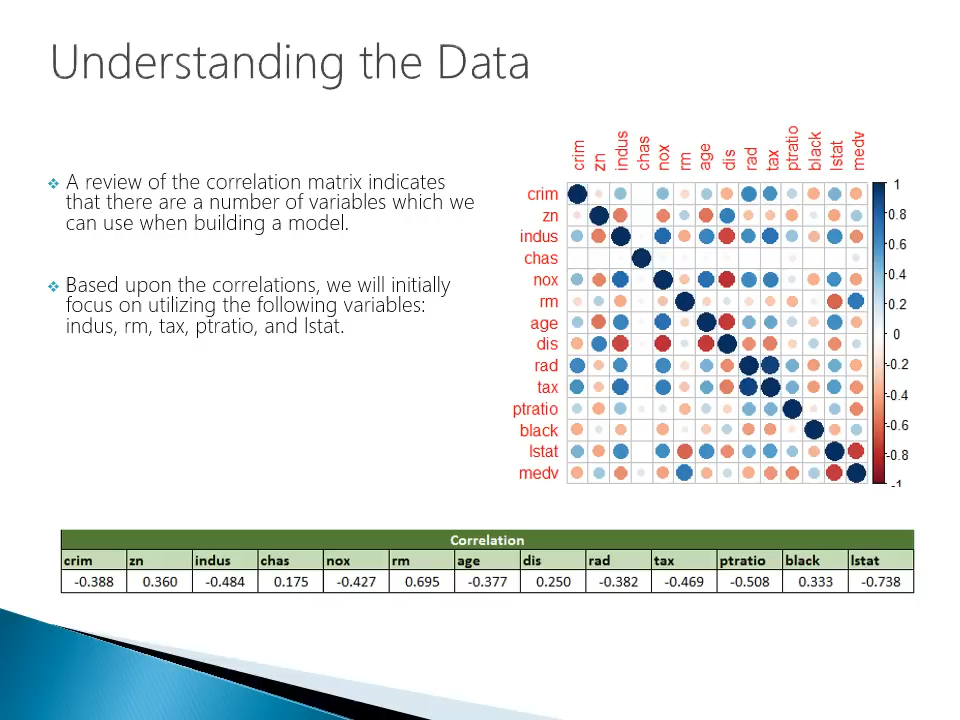 Understanding the Data
❖ A review of the correlation matrix indicates
that there are a number of variables which we
can use when building a model.
❖ Based upon the correlations, we will initially
focus on utilizing the following variables:
indus, rm, tax, ptratio, and lstat.
crim zn indus chas nox rm age dis rad tax ptratio black lstat medv
crim
zn
indus
chas
nox
rm
age
dis
rad
tax
ptratio
black
lstat
medv
1
0.8
0.6
0.4
0.2
0
-0.2
-0.4
-0.6
-0.8
-1
Correlation
crim zn indus chas nox rm age dis rad tax ptratio black lstat
-0.388 0.360 -0.484 0.175 -0.427 0.695 -0.377 0.250 -0.382 -0.469 -0.508 0.333 -0.738